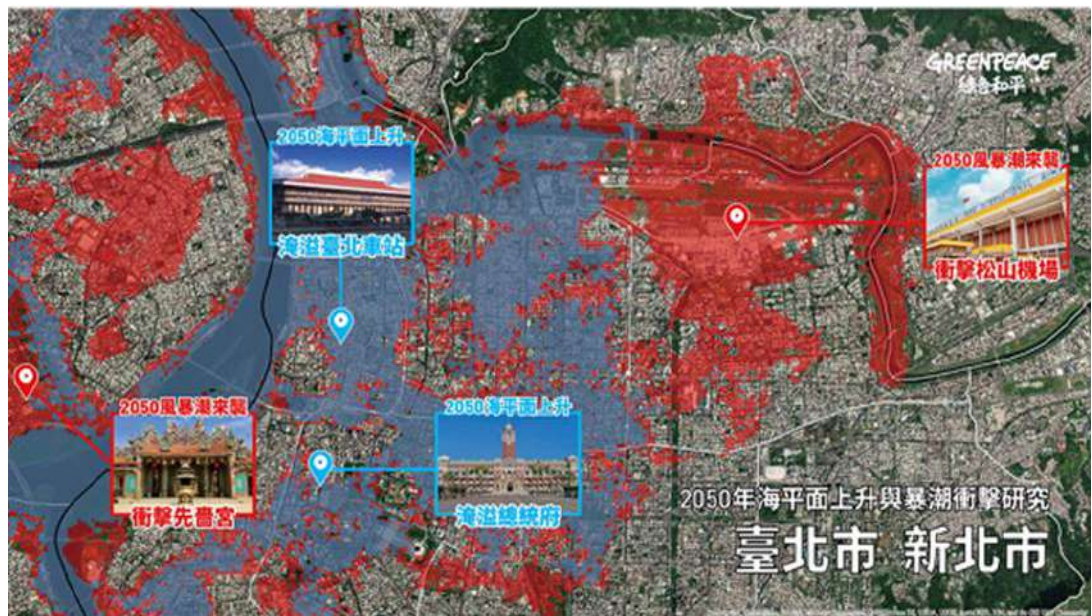 GREENPEACE
綠色和平
2050海平面上升
淹溢臺北車站
2050風暴潮來襲
衝擊松山機場
2050風暴潮來襲
衝擊先嗇宮
2050海平面上升
淹溢總統府
2050年海平面上升與暴潮衝擊研究
臺北市 新北市